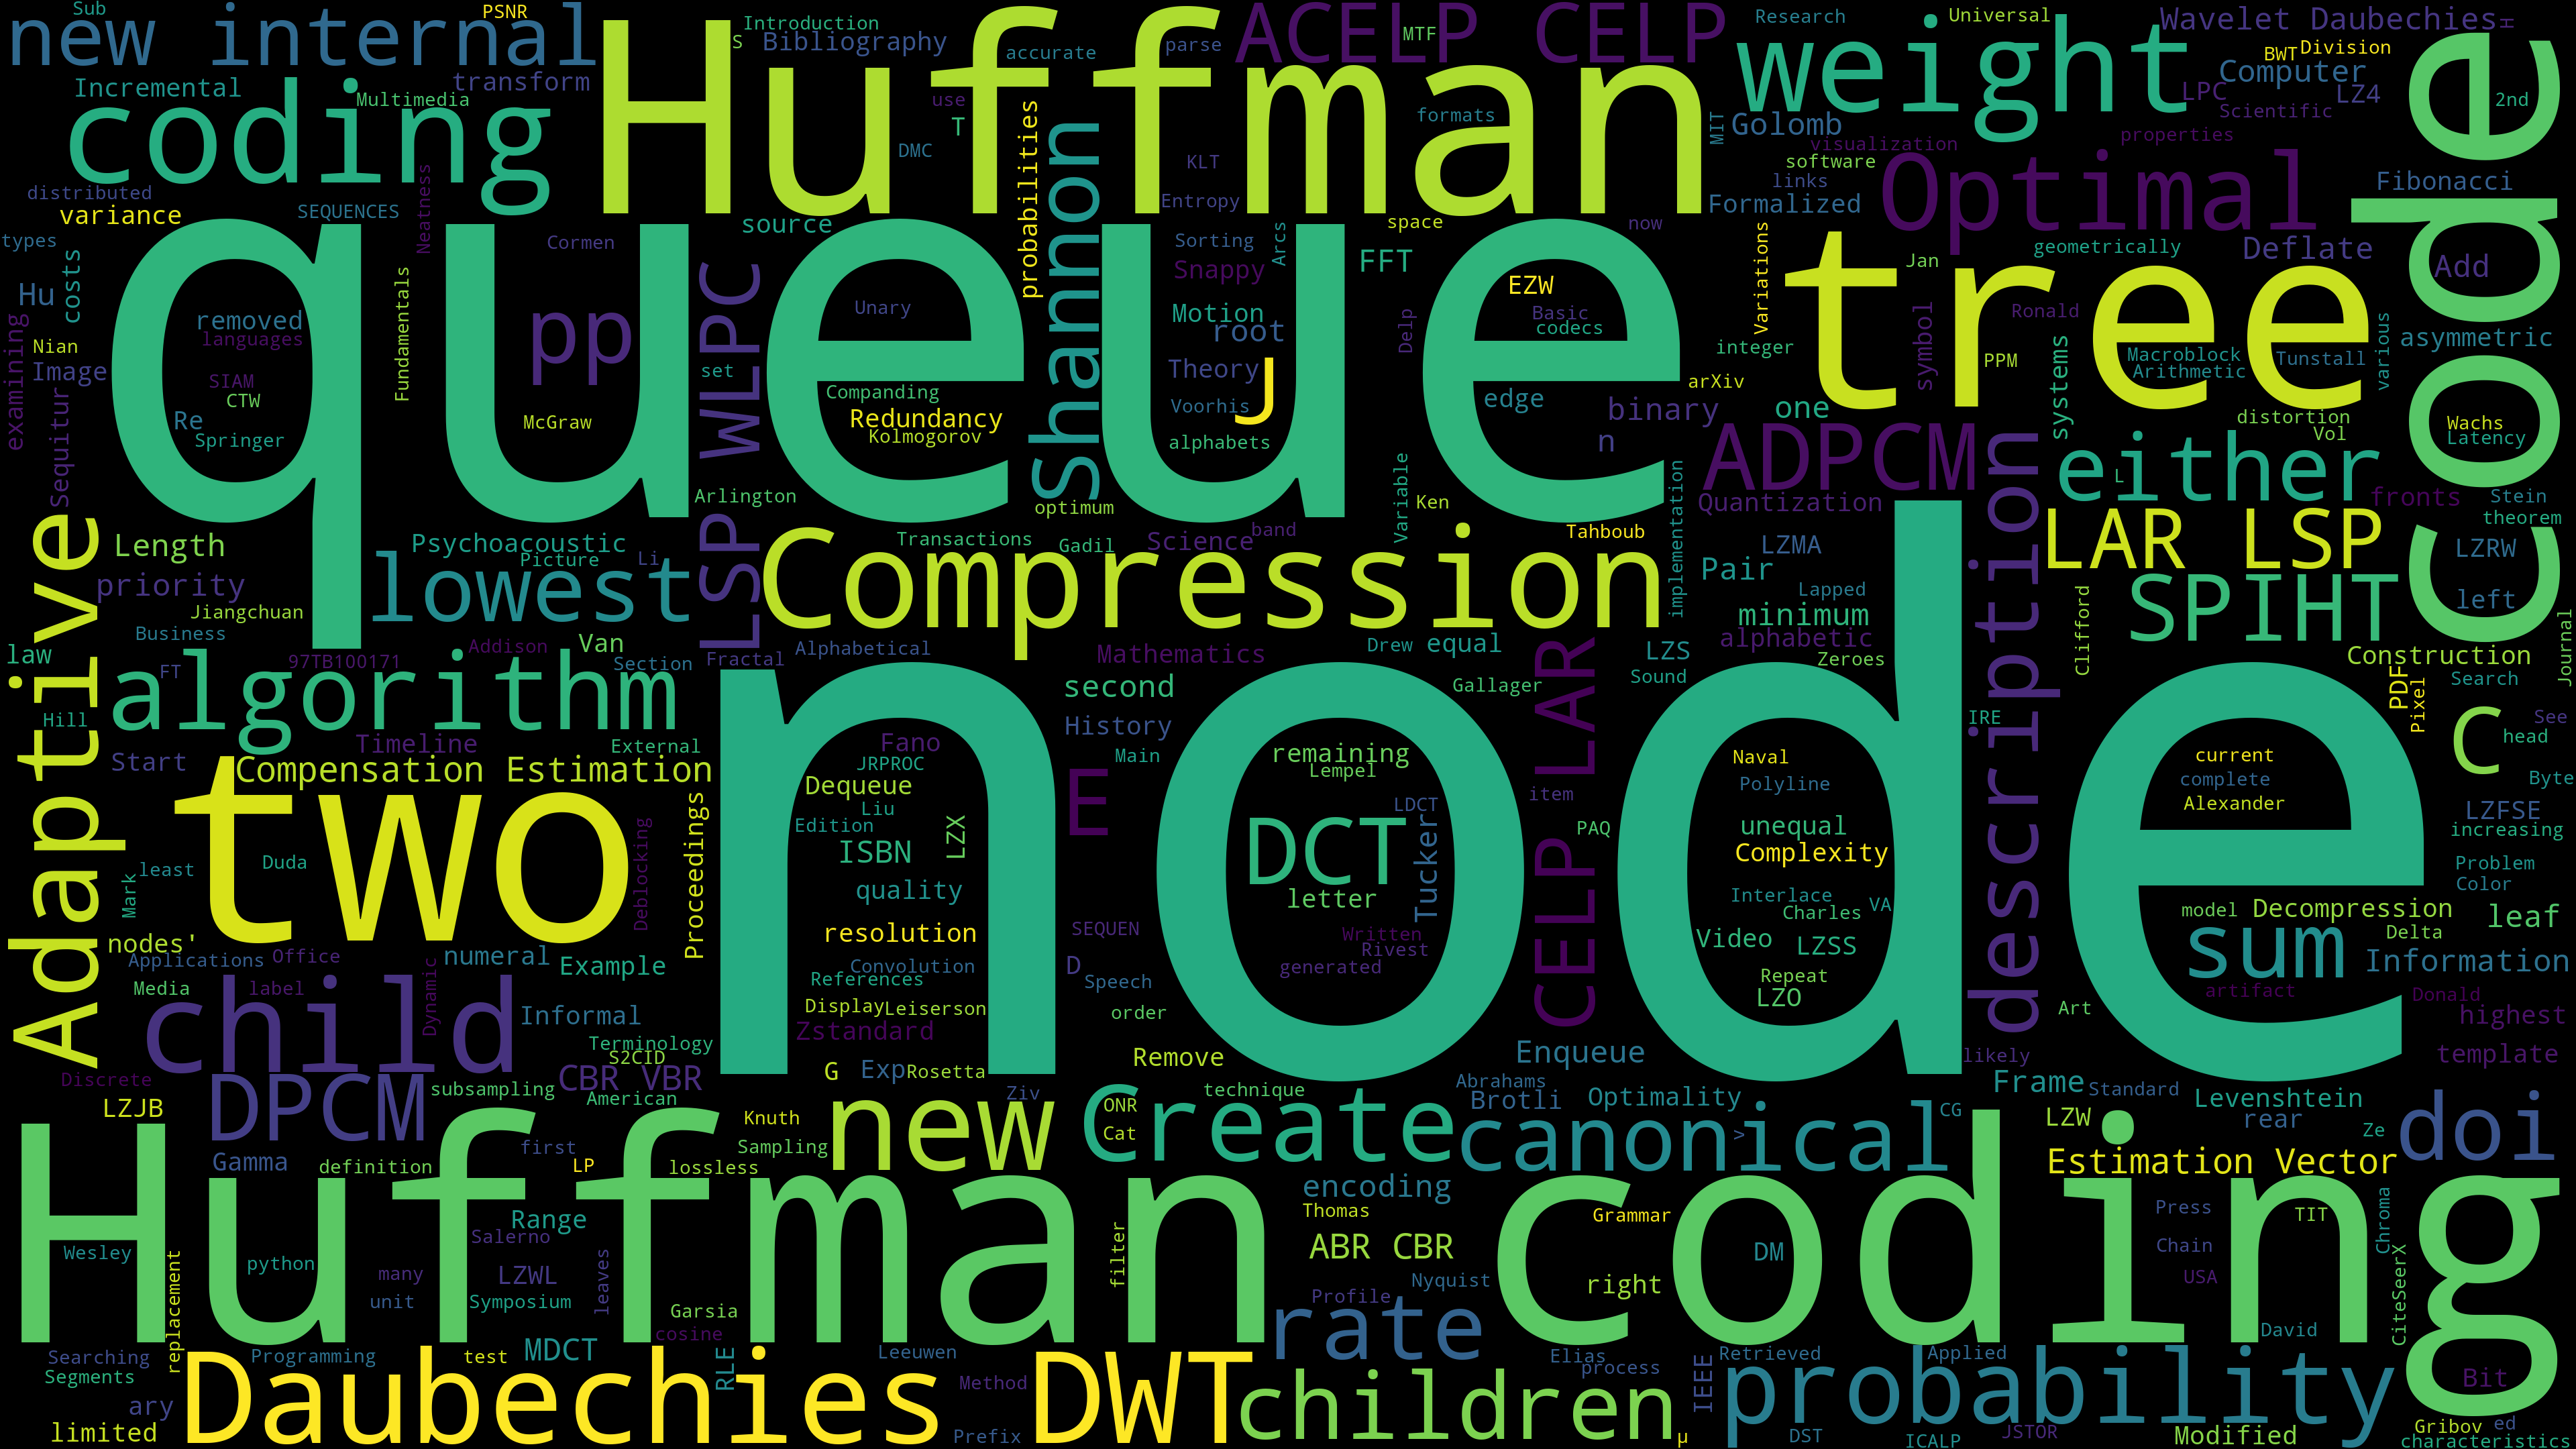 Sub
PSNR
Introduction
S
Bibliography
accurate
parse
ACELP CELP
MTF
Research
Universal
Wavelet Daubechies
H
new internal
Huffman
weight
BWT
Division
Computer
code
Incremental
transform
Multimedia
coding
use
T
DMC
probabilities
Shannon
KLT
formats
MIT
Golomb
LPC
LZ4
Scientific
2nd
visualization
properties
software
links
Optimal
Fibonacci
distributed
variance
SEQUENCES
Neatness
source
Entropy
space
now
Formalized
types
queue
Cormen
Sorting
Arcs
Snappy
FFT
Variations
tree
Jan
geometrically
Deflate
Add
costs
Hu
Fundamentals
pp
LSP WLPC
Unary
Motion
root
EZW
Basic
codecs
Delp
symbol
Ronald
removed
languages
examining
Nian
Image
integer
PPM
Macroblock
Arithmetic
Tunstall
various
asymmetric
Theory
J
SIAM
CTW
set
Companding
arXiv
Sequitur
Re
Springer
McGraw
Redundancy
Kolmogorov
Voorhis
alphabets
edge
binary
n
one
systems
distortion
Vol
Wachs
Latency
ADPCM
description
either
L
fronts
Stein
theorem
Arlington
optimum
Variable
Ken
implementation
Quantization
Adaptive
Length
Psychoacoustic
Picture
Li
Transactions
Gadil
Science
band
Tahboub
LZMA
LAR LSP
LZRW
priority
lowest
Compression
Pair
Lapped
SPIHT
left
Jiangchuan
Business
Van
minimum
alphabetic
Clifford
Journal
law
FT
97TB100171
Addison
Section
Fractal
Alphabetical
Mathematics
Drew
equal
CELP LAR
LZS
Sound
Zeroes
Construction
algorithm
node
second
Gallager
PDF
Pixel
Search
Hill
History
IRE
C
See
head
Start
Timeline
External
Fano
JRPROC
Main
remaining
Lempel
Naval
current
Compensation Estimation
Dequeue
E
LDCT
item
Polyline
complete
Byte
two
Proceedings
Liu
Edition
LZX
DCT
Tucker
PAQ
unequal
Alexander
LZFSE
increasing
Deblocking
ISBN
Complexity
Mark
least
Duda
quality
letter
Interlace
Charles
VA
Problem
Color
model
Decompression
leaf
nodes'
resolution
SEQUEN
Written
Rivest
Video
LZSS
sum
Delta
Applications
Office
numeral
Example
Convolution
References
D
generated
Speech
Repeat
LZO
Information
artifact
Donald
Media
label
Dynamic
child
Informal
Display
Leiserson
order
Art
highest
Zstandard
Terminology
S2CID
Remove
Enqueue
likely
template
Discrete
DPCM
CBR VBR
G
Exp
Rosetta
Abrahams
Frame
Standard
LZJB
subsampling
American
Ziv
ONR
technique
Brotli
Optimality
CG
Levenshtein
rear
LZW
Knuth
new
Create
canonical
>
Ze
doi
Cat
first
Sampling
Huffman coding
Gamma
definition
LP
lossless
encoding
Estimation Vector
Thomas
Grammar
Range
Salerno
Press
TIT
Chroma
Wesley
python
many
LZWL
leaves
filter
ABR CBR
DM
Chain
CiteSeerX
replacement
unit
Symposium
Garsia
Nyquist
right
USA
Profile
rate
David
Searching
Segments
Programming
test
MDCT
cosine
RLE
Leeuwen
Elias
process
Retrieved
Applied
Daubechies
DWT
children
IEEE
probability
Bit
ary
Method
limited
Prefix
µ
DST
ICALP
JSTOR
Modified
Gribov
ed
characteristics